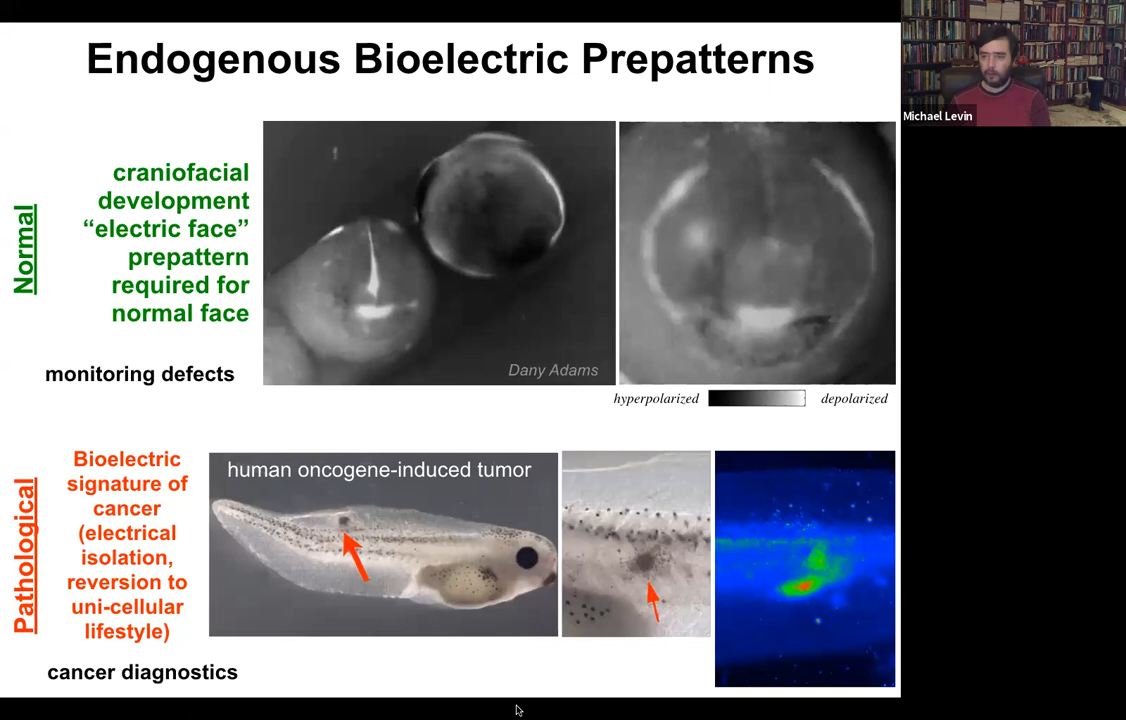 Endogenous Bioelectric Prepatterns
Michael Levin
Normal
craniofacial
development
“electric face”
prepattern
required for
normal face
monitoring defects
Dany Adams
hyperpolarized
depolarized
Pathological
Bioelectric
signature of
cancer
(electrical
isolation,
reversion to
uni-cellular
lifestyle)
cancer diagnostics
human oncogene-induced tumor